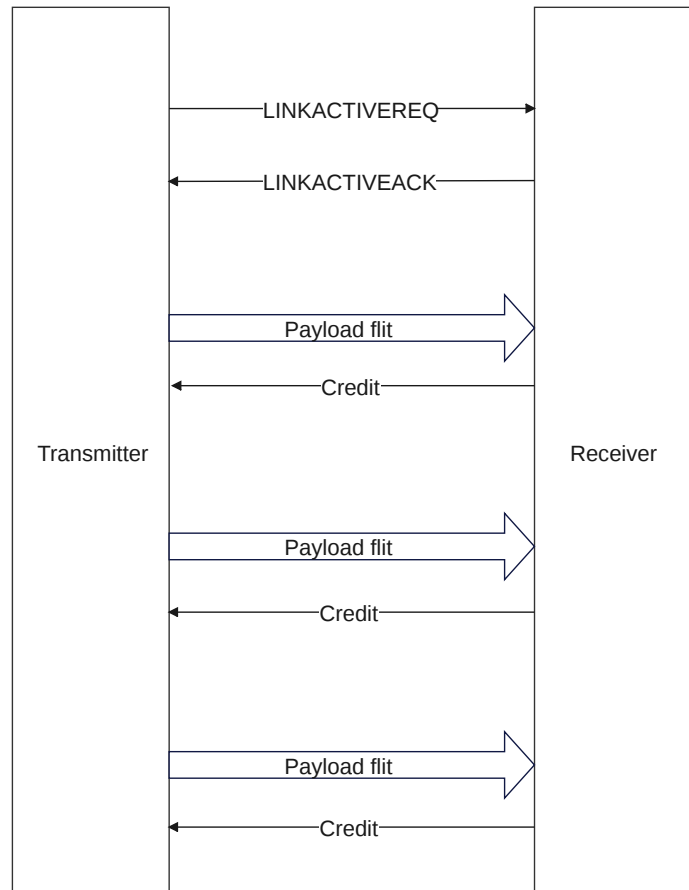 LINKACTIVEREQ
LINKACTIVEACK
Payload flit
Credit
Transmitter
Receiver
Payload flit
Credit
Payload flit
Credit